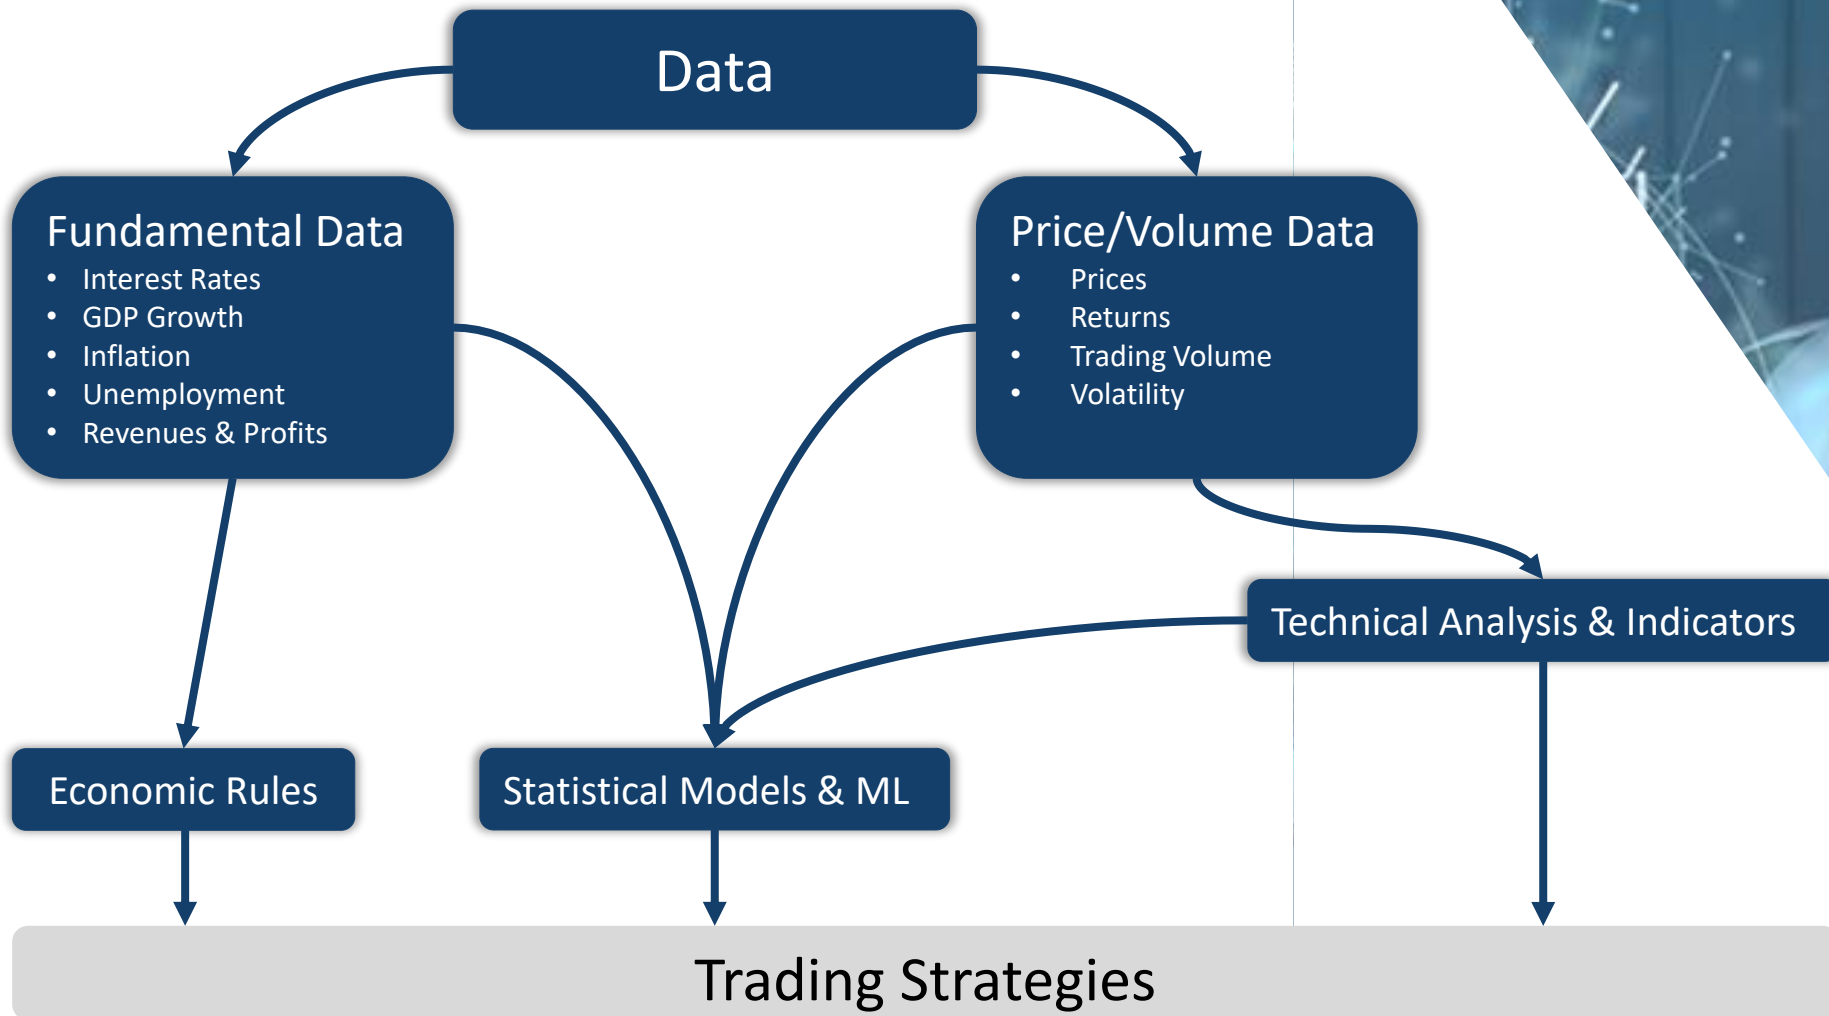 Data
Fundamental Data
• Interest Rates
• GDP Growth
• Inflation
• Unemployment
• Revenues & Profits
Price/Volume Data
• Prices
• Returns
• Trading Volume
• Volatility
Technical Analysis & Indicators
Economic Rules
Statistical Models & ML
Trading Strategies